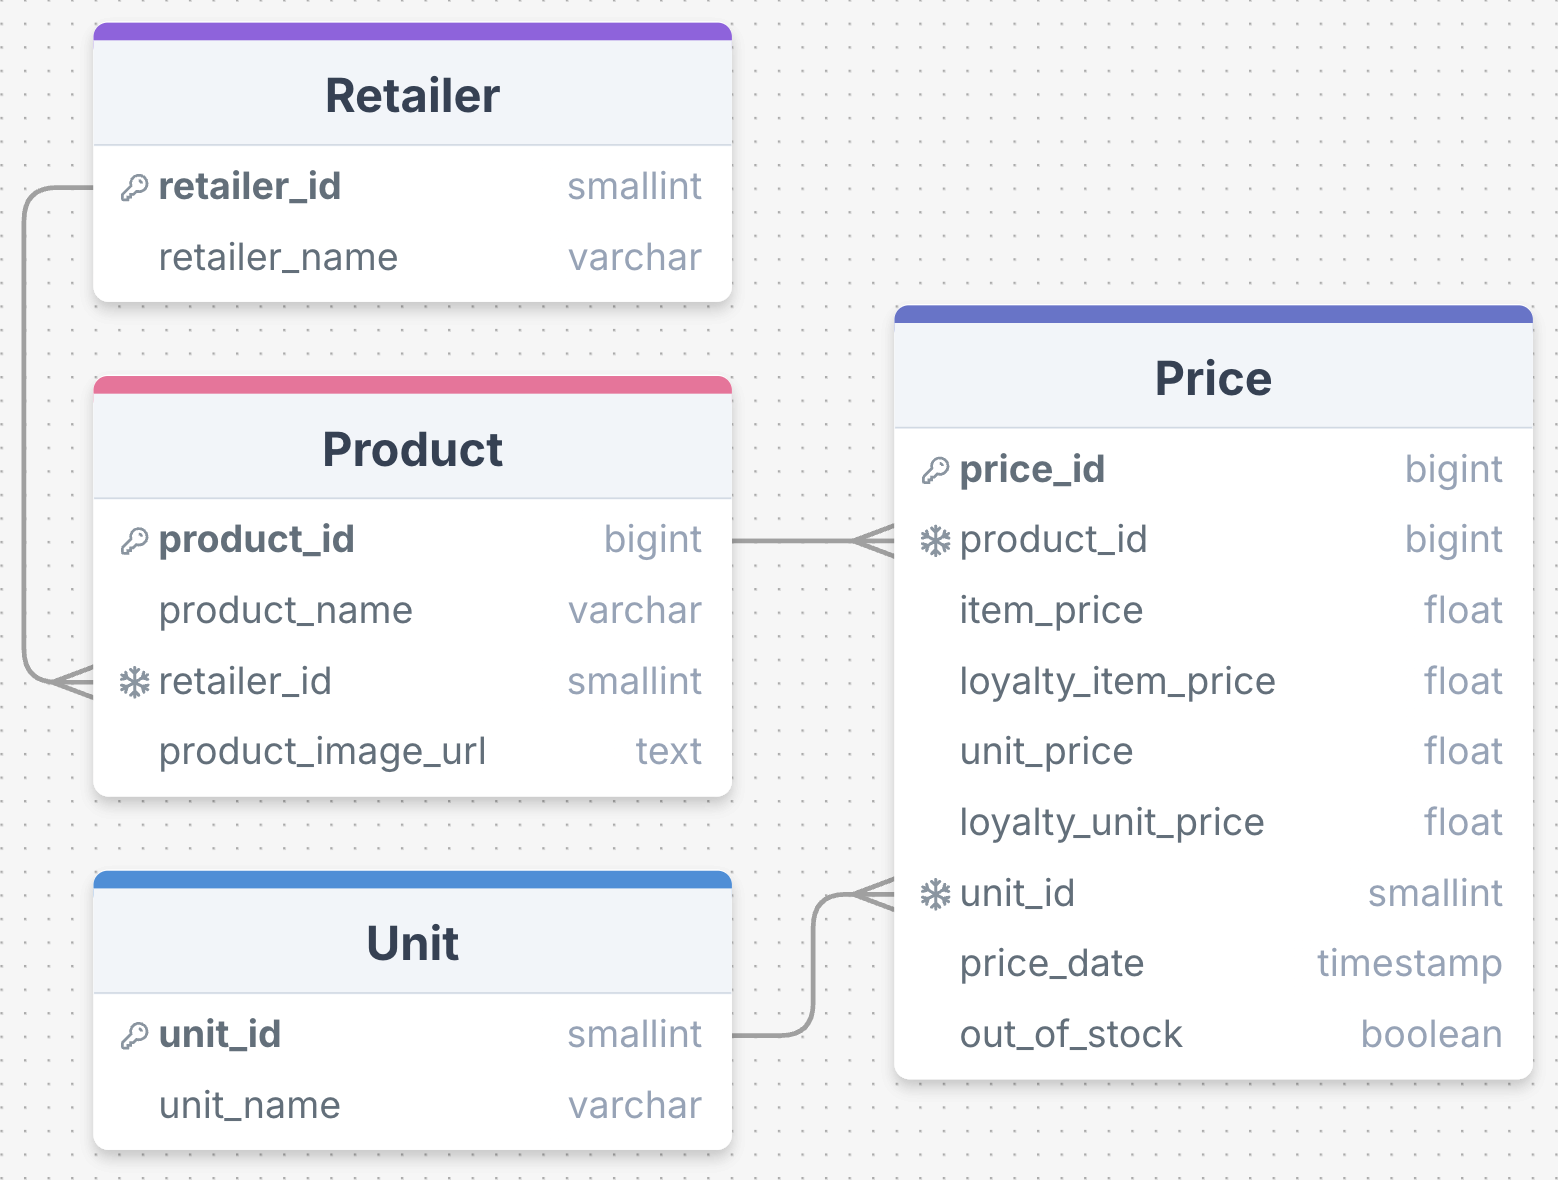 Retailer
retailer_id smallint
retailer_name varchar
Product
product_id bigint
product_name varchar
retailer_id smallint
product_image_url text
Unit
unit_id smallint
unit_name varchar
Price
price_id bigint
product_id bigint
item_price float
loyalty_item_price float
unit_price float
loyalty_unit_price float
unit_id smallint
price_date timestamp
out_of_stock boolean